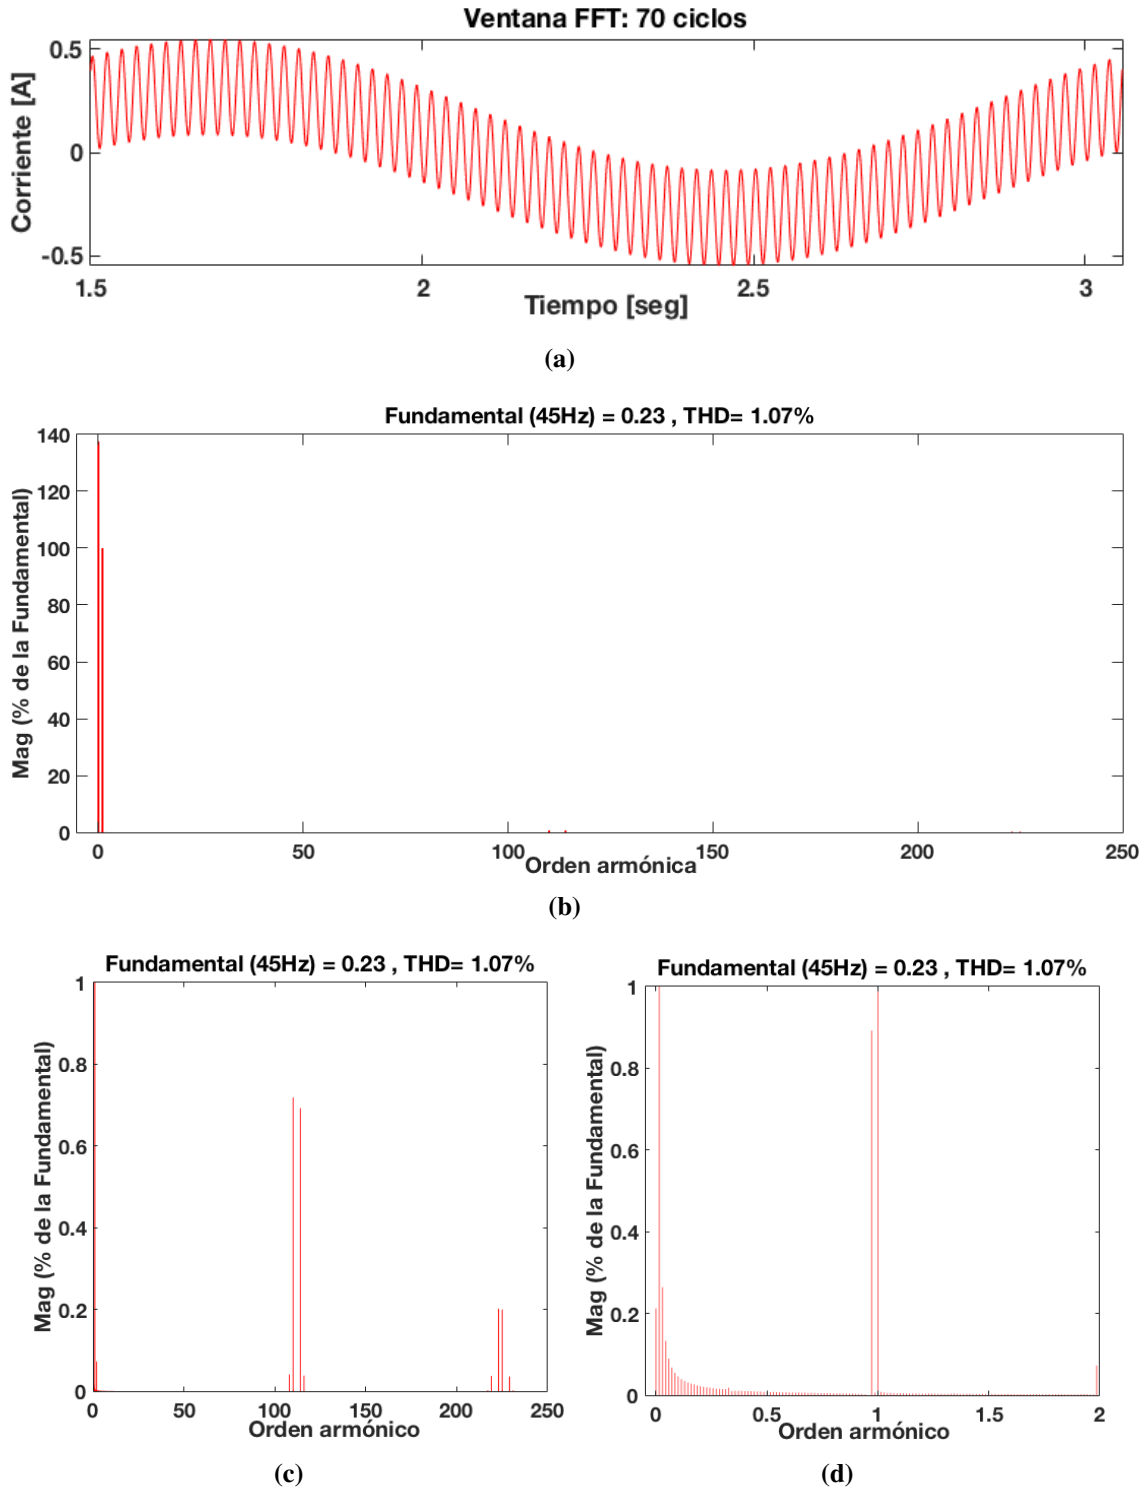 Ventana FFT: 70 ciclos
Corriente [A]
0.5
0
-0.5
1.5 2 2.5 3
Tiempo [seg]
(a)
Fundamental (45Hz) = 0.23 , THD= 1.07%
Mag (% de la Fundamental)
140
120
100
80
60
40
20
0
0 50 100 150 200 250
Orden armónica
(b)
Fundamental (45Hz) = 0.23 , THD= 1.07%
Mag (% de la Fundamental)
1
0.8
0.6
0.4
0.2
0
0 50 100 150 200 250
Orden armónico
(c)
Fundamental (45Hz) = 0.23 , THD= 1.07%
Mag (% de la Fundamental)
1
0.8
0.6
0.4
0.2
0
0 0.5 1 1.5 2
Orden armónico
(d)